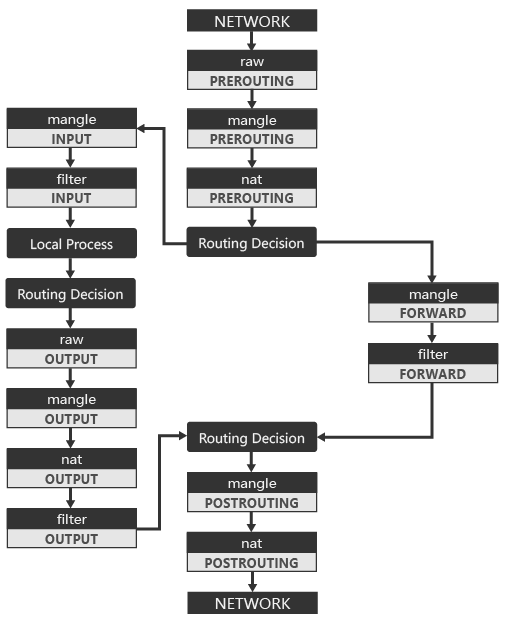 NETWORK
raw
PREROUTING
mangle
PREROUTING
nat
PREROUTING
Routing Decision
mangle
INPUT
filter
INPUT
Local Process
Routing Decision
raw
OUTPUT
mangle
OUTPUT
nat
OUTPUT
filter
OUTPUT
mangle
FORWARD
filter
FORWARD
Routing Decision
mangle
POSTROUTING
nat
POSTROUTING
NETWORK